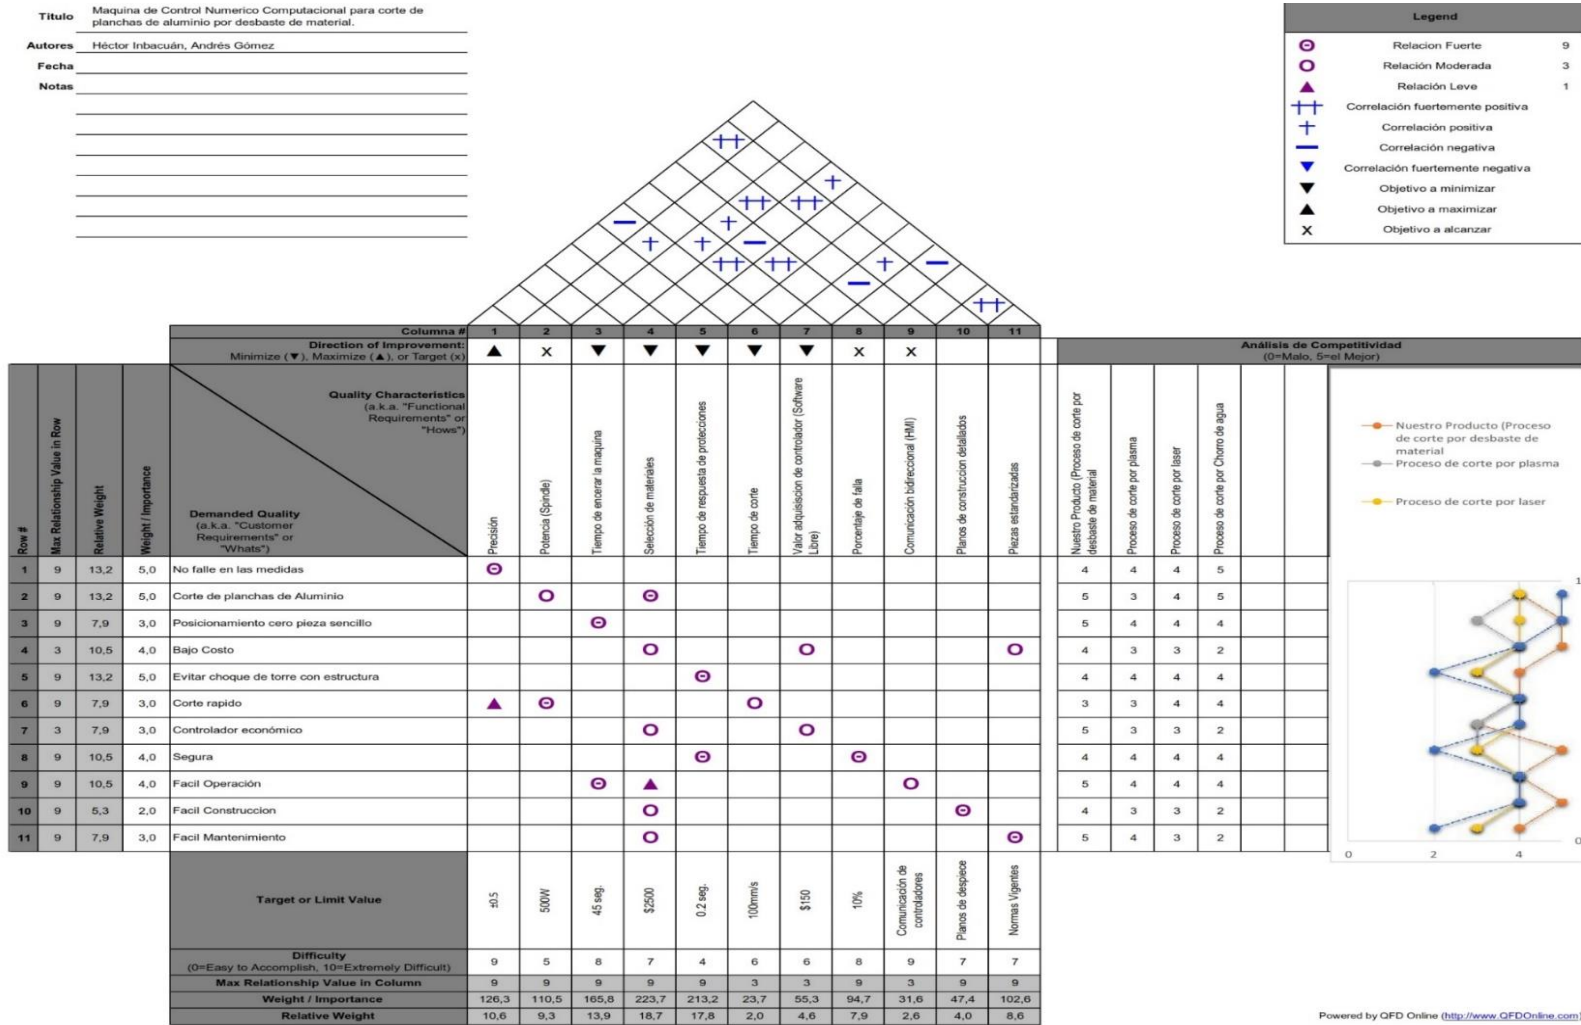 Titulo Maquina de Control Numerico Computacional para corte de
planchas de aluminio por desbaste de material.
Autores Héctor Inbacuán, Andrés Gómez
Fecha
Notas
Legend
Relacion Fuerte 9
Relación Moderada 3
Relación Leve 1
Correlación fuertemente positiva
Correlación positiva
Correlación negativa
Correlación fuertemente negativa
Objetivo a minimizar
Objetivo a maximizar
X Objetivo a alcanzar
Columna # 1 2 3 4 5 6 7 8 9 10 11
Direction of Improvement:
Minimize (▼), Maximize (▲), or Target (x)
▲ X ▼ ▼ ▼ ▼ ▼ X X
Análisis de Competitividad
(0=Malo, 5=el Mejor)
Row #
Max Relationship Value in Row
Relative Weight
Weight / Importance
Quality Characteristics
(a.k.a. "Functional
Requirements" or
"Hows")
Demanded Quality
(a.k.a. "Customer
Requirements" or
"Whats")
Precisión
Potencia (Spindle)
Tiempo de encerar la maquina
Selección de materiales
Tiempo de respuesta de protecciones
Tiempo de corte
Valor adquisiscion de controlador (Software
Libre)
Porcentaje de falla
Comunicación bidireccional (HMI)
Planos de construccion detallados
Piezas estandarizadas
Nuestro Producto (Proceso de corte por
desbaste de material
Proceso de corte por plasma
Proceso de corte por laser
Proceso de corte por Chorro de agua
Nuestro Producto (Proceso
de corte por desbaste de
material
Proceso de corte por plasma
Proceso de corte por laser
1 9 13,2 5,0 No falle en las medidas 4 4 4 5
2 9 13,2 5,0 Corte de planchas de Aluminio 5 3 4 5
3 9 7,9 3,0 Posicionamiento cero pieza sencillo 5 4 4 4
4 3 10,5 4,0 Bajo Costo 4 3 3 2
5 9 13,2 5,0 Evitar choque de torre con estructura 4 4 4 4
6 9 7,9 3,0 Corte rapido 3 3 4 4
7 3 7,9 3,0 Controlador económico 5 3 3 2
8 9 10,5 4,0 Segura 4 4 4 4
9 9 10,5 4,0 Facil Operación 5 4 4 4
10 9 5,3 2,0 Facil Construccion 4 3 3 2
11 9 7,9 3,0 Facil Mantenimiento 5 4 3 2
1
0
0 2 4
Target or Limit Value
±0.5
500W
45 seg.
$2500
0.2 seg.
100mm/s
$150
10%
Comunicación de
controladores
Planos de despiece
Normas Vigentes
Difficulty
(0=Easy to Accomplish, 10=Extremely Difficult)
9 5 8 7 4 6 6 8 9 7 7
Max Relationship Value in Column 9 9 9 9 9 3 3 9 3 9 9
Weight / Importance 126,3 110,5 165,8 223,7 213,2 23,7 55,3 94,7 31,6 47,4 102,6
Relative Weight 10,6 9,3 13,9 18,7 17,8 2,0 4,6 7,9 2,6 4,0 8,6
Powered by QFD Online (http://www.QFDOnline.com)